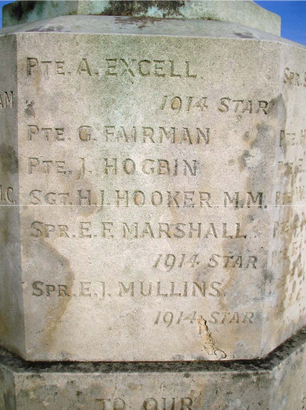 PTE. A. EXCELL.
1914 STAR
PTE. G. FAIRMAN
PTE. J. HOGBIN
SGT. H.J. HOOKER. M.M.
SPR. E.F. MARSHALL.
1914 STAR
SPR. E.J. MULLINS.
1914 STAR
TO OUR